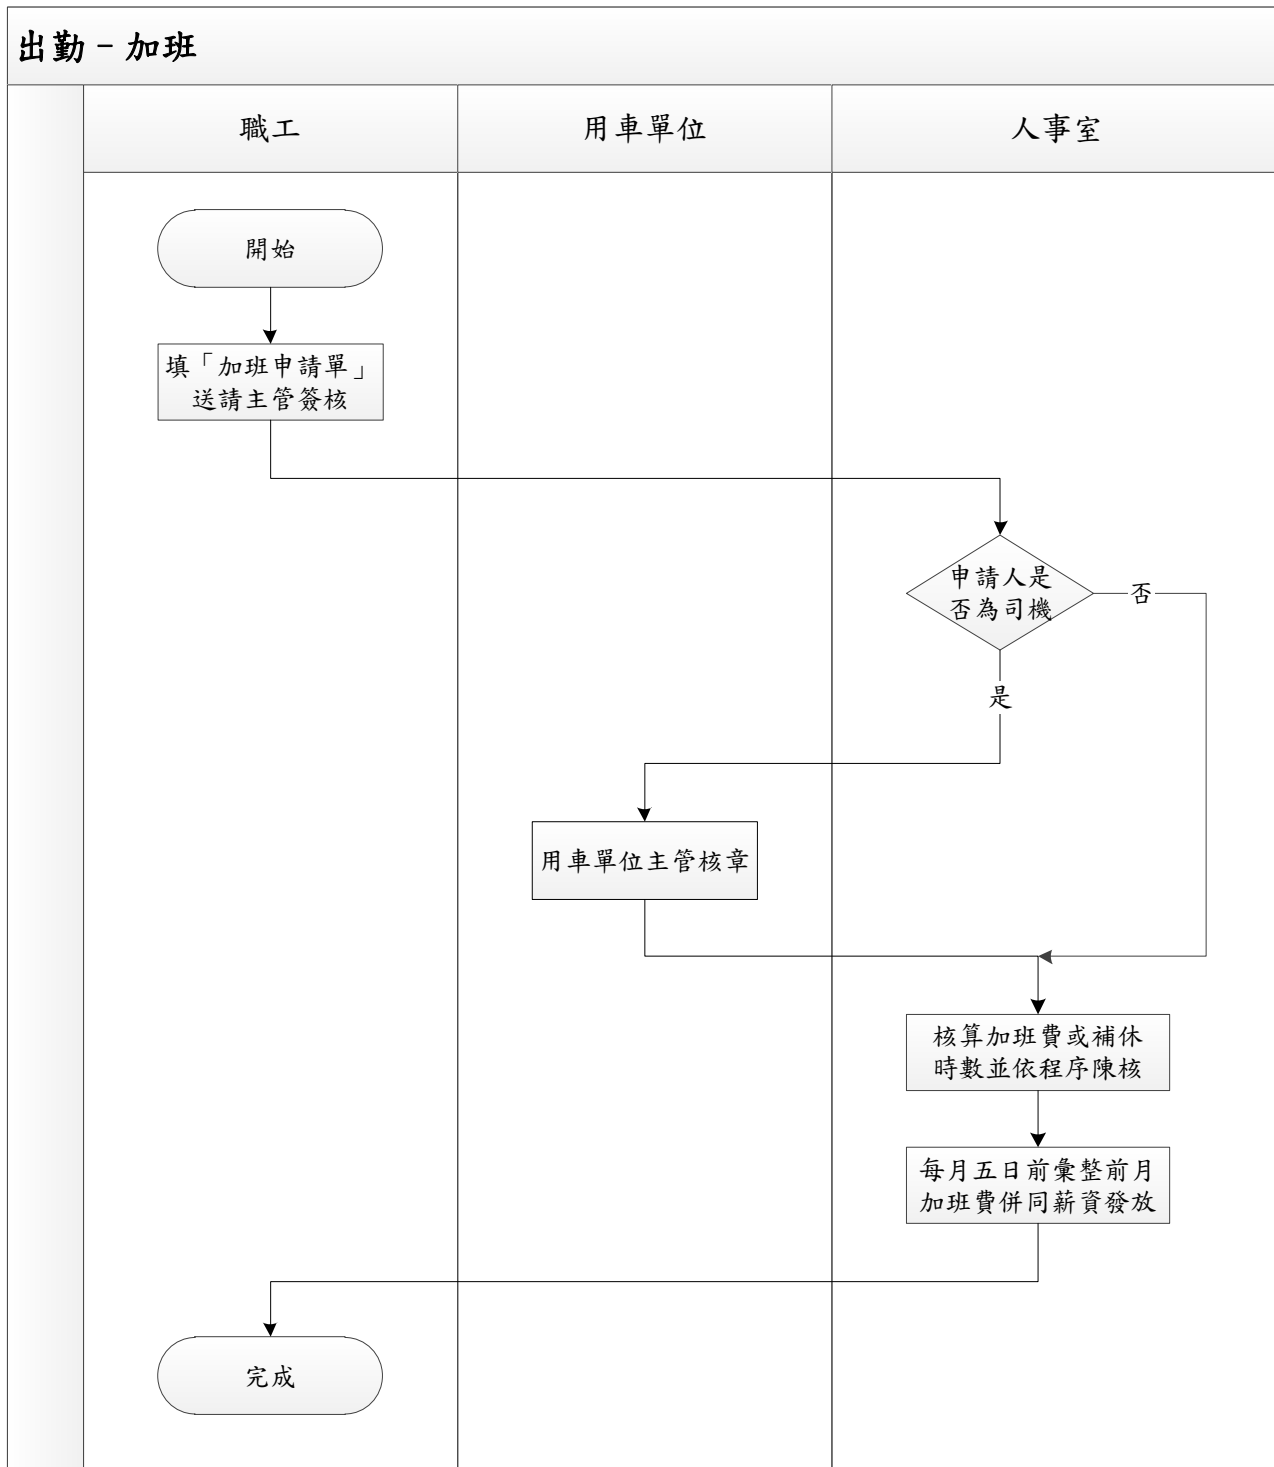 出勤－加班
職工
用車單位
人事室
開始
填「加班申請單」
送請主管簽核
申請人是
否為司機
否
是
用車單位主管核章
核算加班費或補休
時數並依程序陳核
每月五日前彙整前月
加班費併同薪資發放
完成